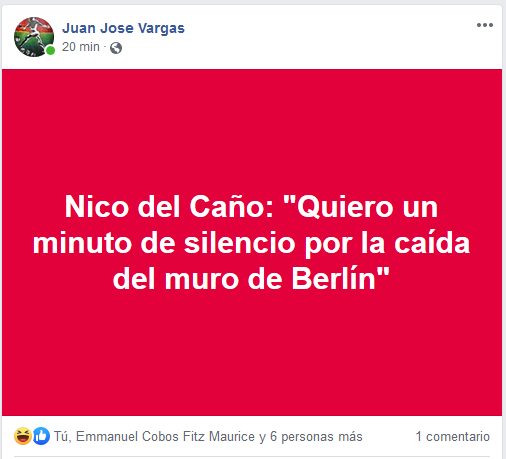 Juan Jose Vargas
20 min ·
Nico del Caño: "Quiero un
minuto de silencio por la caída
del muro de Berlín"
Tú, Emmanuel Cobos Fitz Maurice y 6 personas más
1 comentario